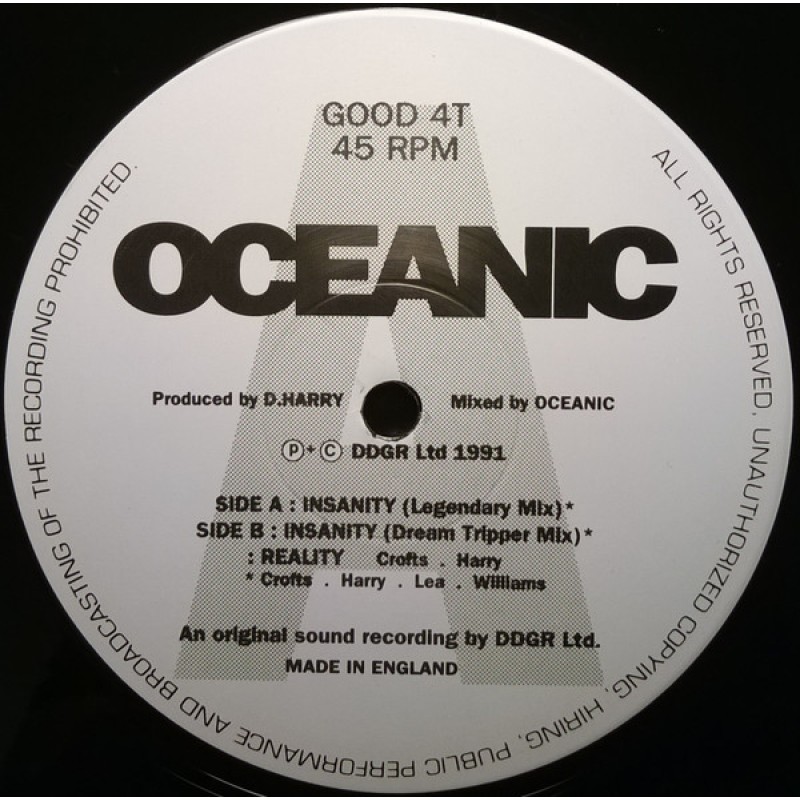 GOOD 4T
45 RPM
OCEANIC
Produced by D.HARRY
Mixed by OCEANIC
Ⓟ+© DDGR Ltd 1991
SIDE A : INSANITY (Legendary Mix)*
SIDE B : INSANITY (Dream Tripper Mix)*
: REALITY Crofts . Harry
* Crofts . Harry . Lea . Williams
An original sound recording by DDGR Ltd.
MADE IN ENGLAND
A
ALL RIGHTS RESERVED. UNAUTHORIZED COPYING, HIRING, PUBLIC PERFORMANCE AND BROADCASTING OF THE RECORDING PROHIBITED.